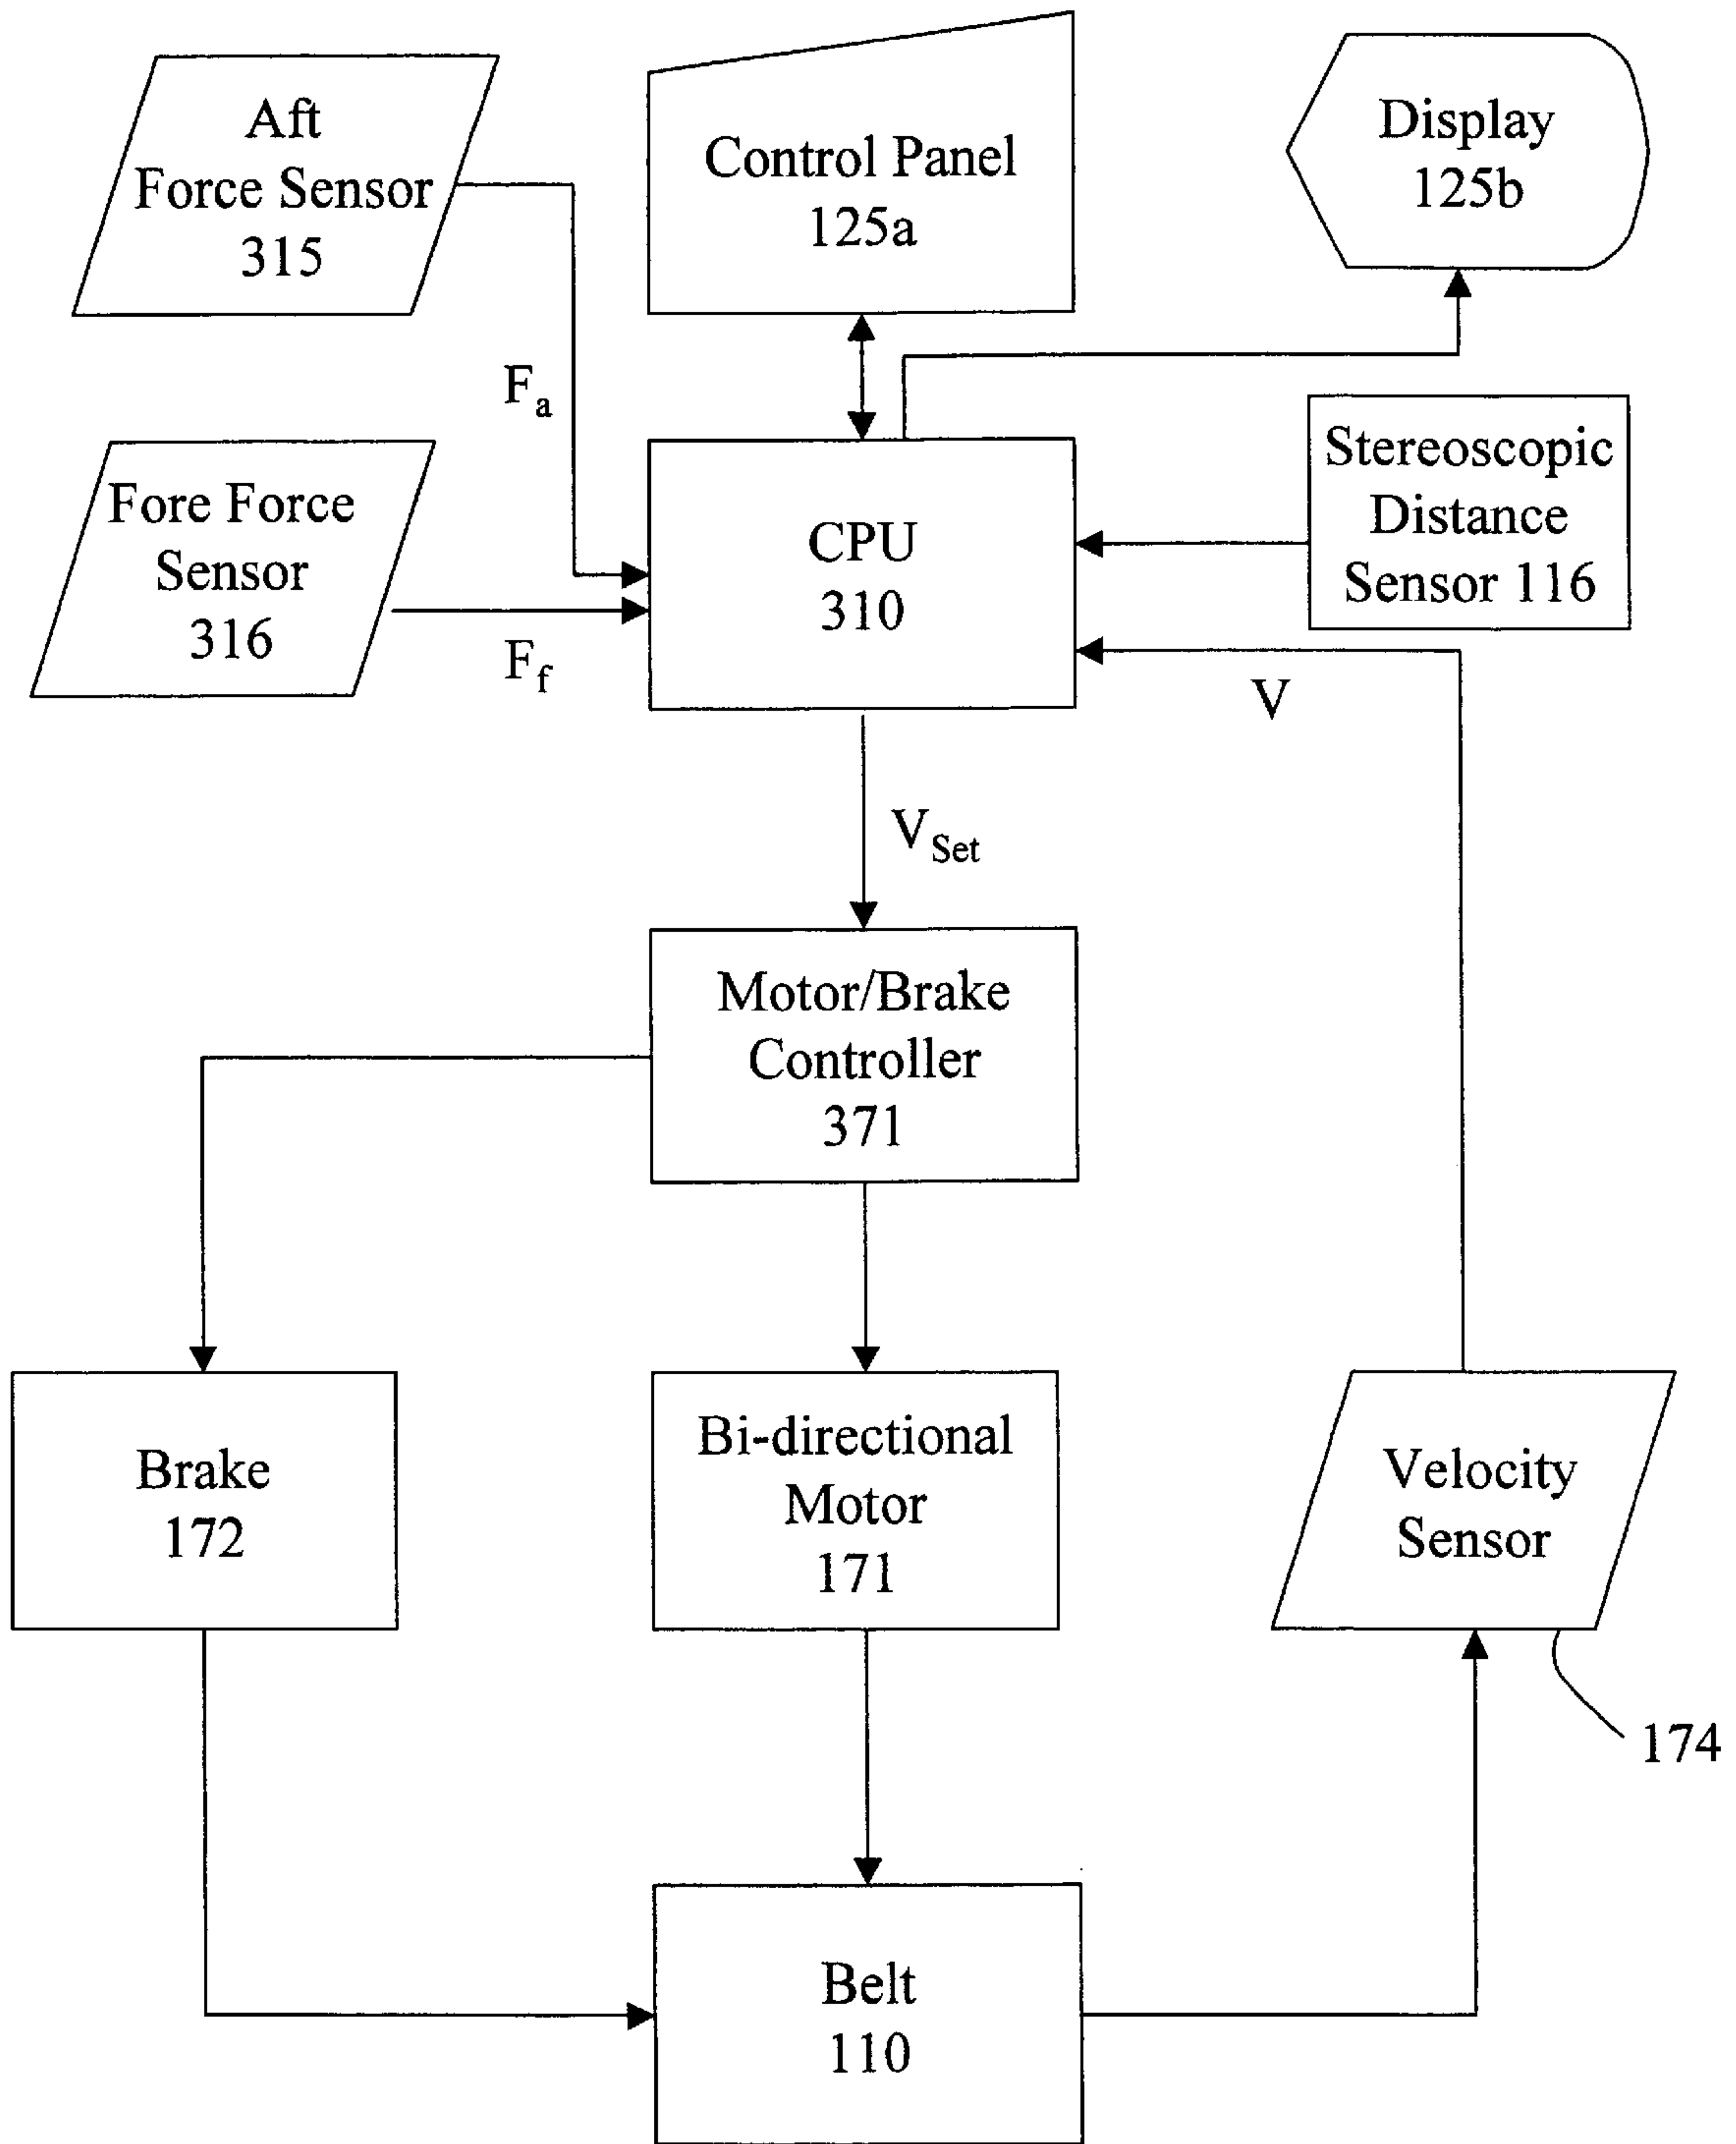 Aft
Force Sensor
315
Control Panel
125a
Display
125b
Fa
Fore Force
Sensor
316
Ff
CPU
310
Stereoscopic
Distance
Sensor 116
V
VSet
Motor/Brake
Controller
371
Brake
172
Bi-directional
Motor
171
Velocity
Sensor
174
Belt
110